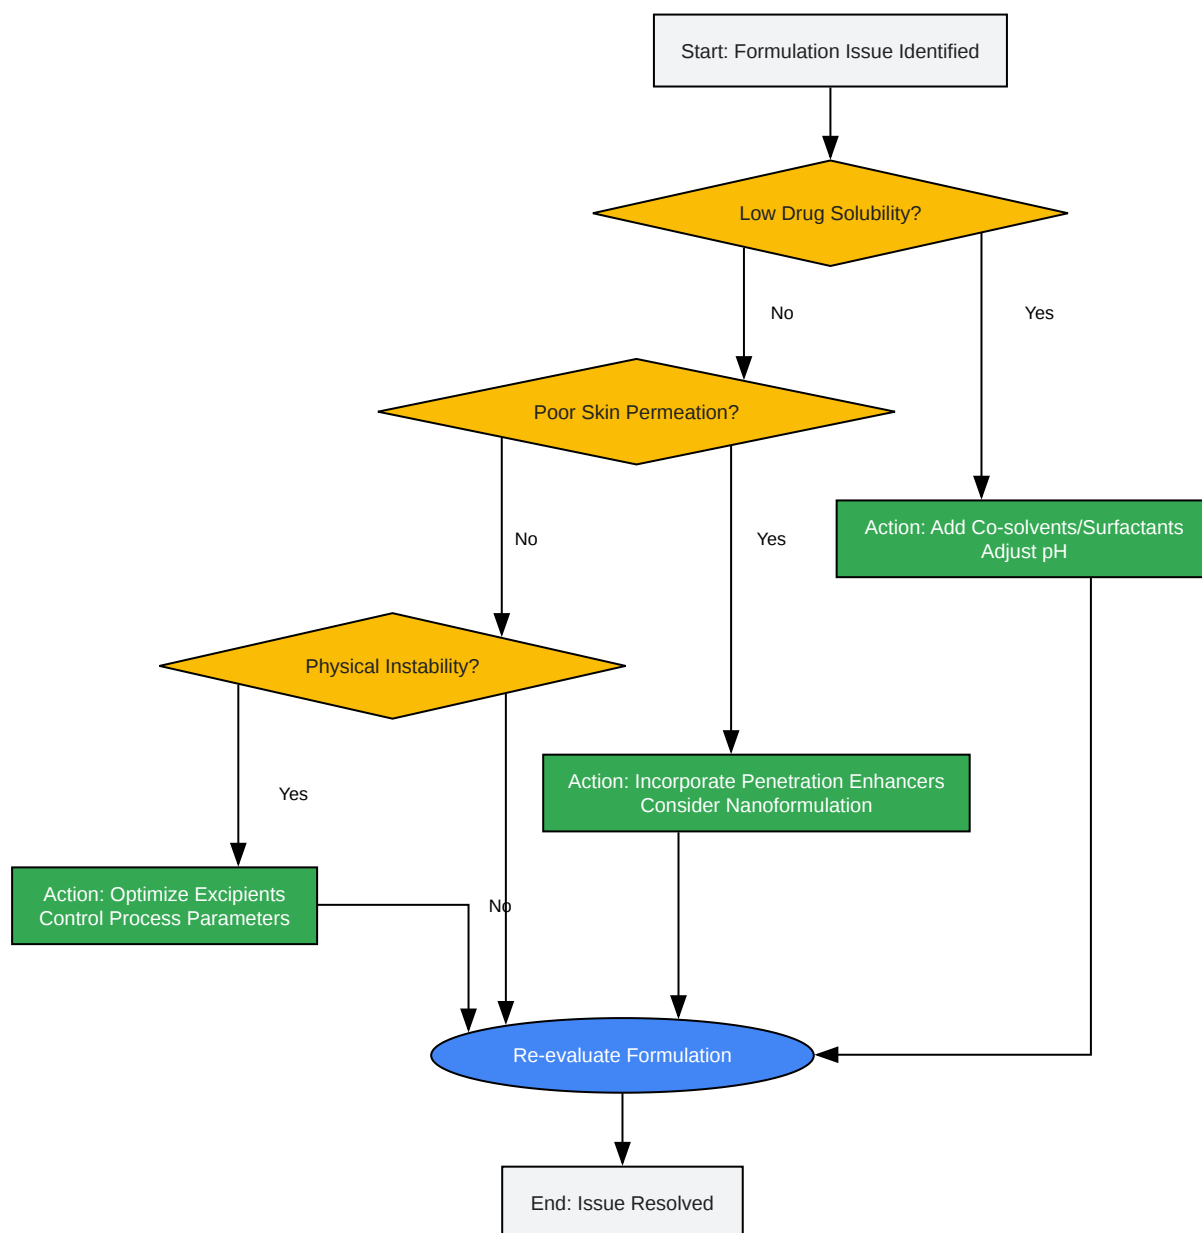 Start: Formulation Issue Identified
Low Drug Solubility?
No
Yes
Poor Skin Permeation?
Action: Add Co-solvents/Surfactants
Adjust pH
No
Yes
Physical Instability?
Action: Incorporate Penetration Enhancers
Consider Nanoformulation
Yes
Action: Optimize Excipients
Control Process Parameters
No
Re-evaluate Formulation
End: Issue Resolved